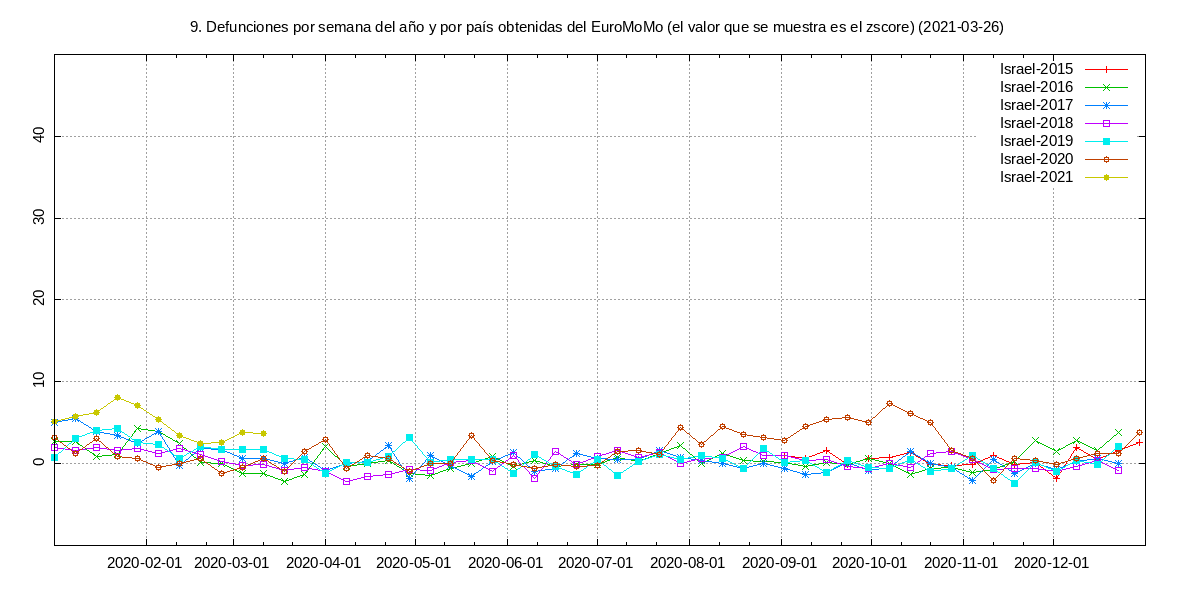 9. Defunciones por semana del año y por país obtenidas del EuroMoMo (el valor que se muestra es el zscore) (2021-03-26)
Israel-2015
Israel-2016
Israel-2017
Israel-2018
Israel-2019
Israel-2020
Israel-2021
40
30
20
10
0
2020-02-01 2020-03-01 2020-04-01 2020-05-01 2020-06-01 2020-07-01 2020-08-01 2020-09-01 2020-10-01 2020-11-01 2020-12-01